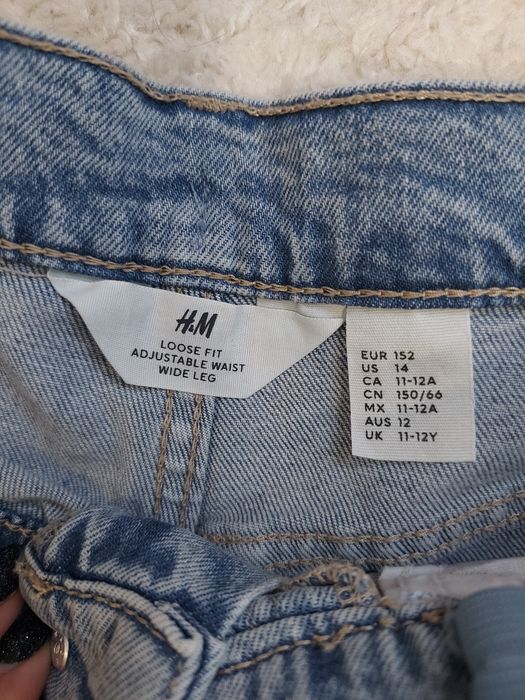 H&M
LOOSE FIT
ADJUSTABLE WAIST
WIDE LEG
EUR 152
US 14
CA 11-12A
CN 150/66
MX 11-12A
AUS 12
UK 11-12Y